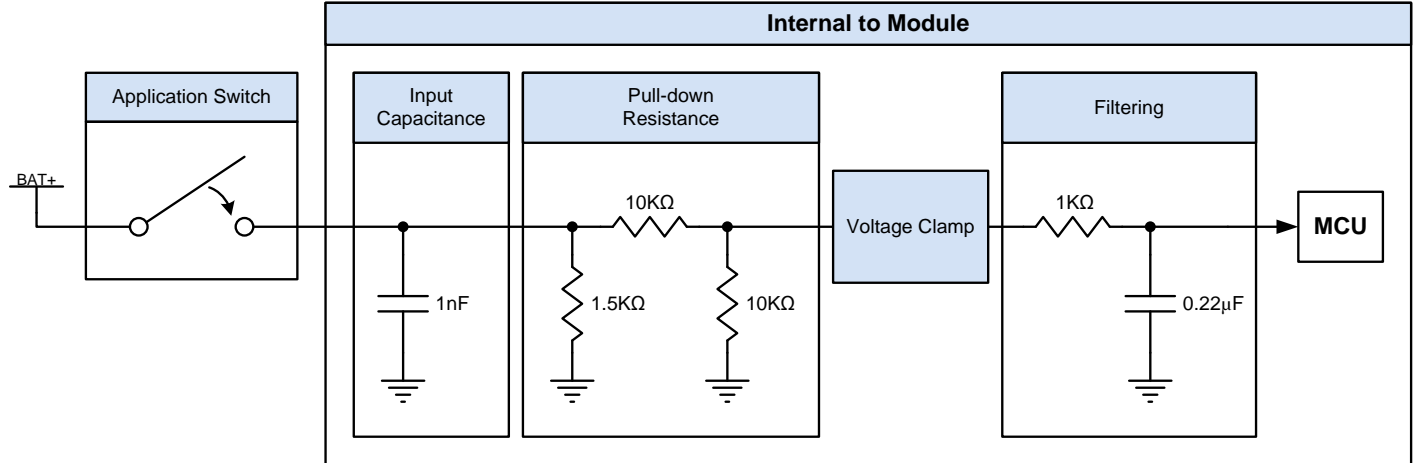 Internal to Module
Application Switch
Input
Capacitance
Pull-down
Resistance
Filtering
BAT+
10KΩ
1KΩ
Voltage Clamp
MCU
1nF
1.5KΩ
10KΩ
0.22µF